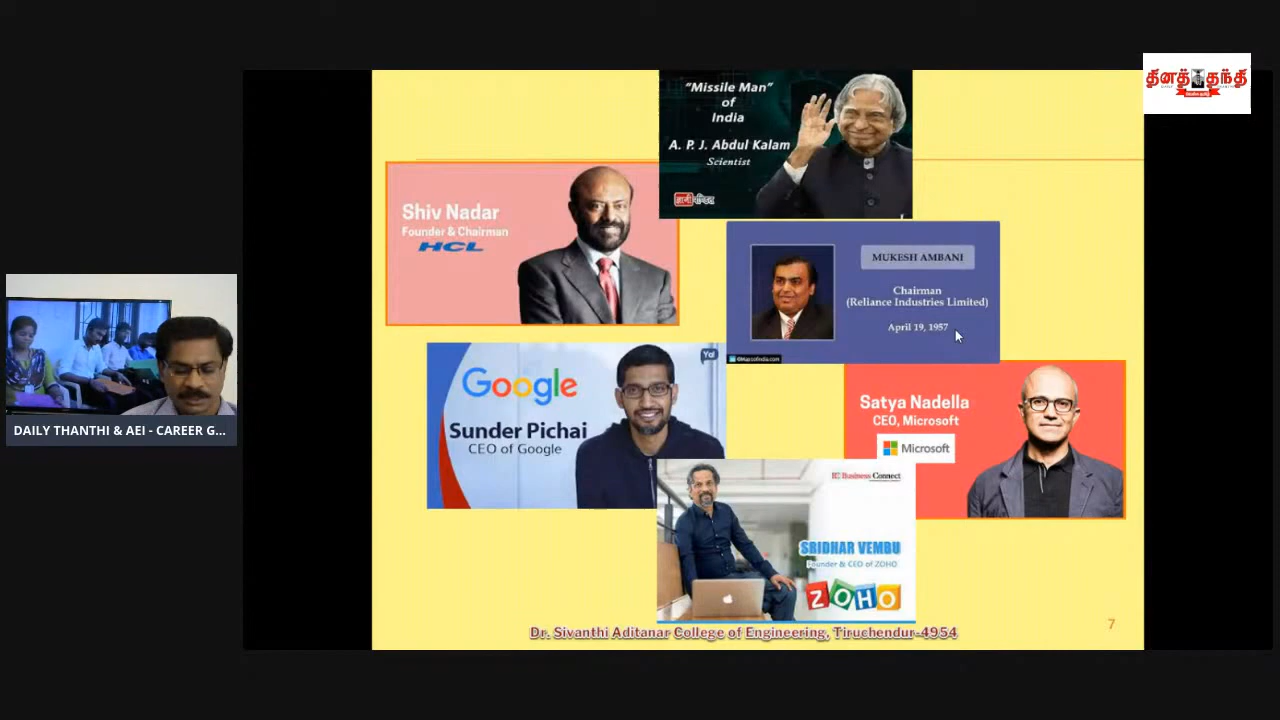 தினத் தந்தி
"Missile Man"
of
India
A. P. J. Abdul Kalam
Scientist
Shiv Nadar
Founder & Chairman
HCL
MUKESH AMBANI
Chairman
(Reliance Industries Limited)
April 19, 1957
Yo!
Google
Sunder Pichai
CEO of Google
Satya Nadella
CEO, Microsoft
Microsoft
DAILY THANTHI & AEI - CAREER G...
Business Connect
SRIDHAR VEMBU
Founder & CEO of ZOHO
ZOHO
Dr. Sivanthi Aditanar College of Engineering, Tiruchendur-4954
7